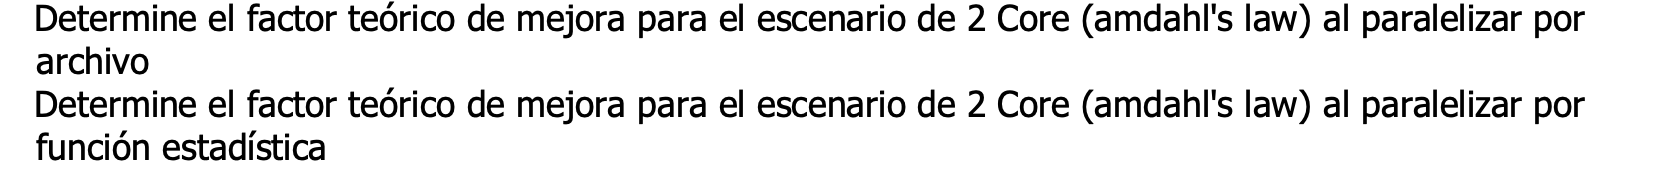 Determine el factor teórico de mejora para el escenario de 2 Core (amdahl's law) al paralelizar por
archivo
Determine el factor teórico de mejora para el escenario de 2 Core (amdahl's law) al paralelizar por
función estadística